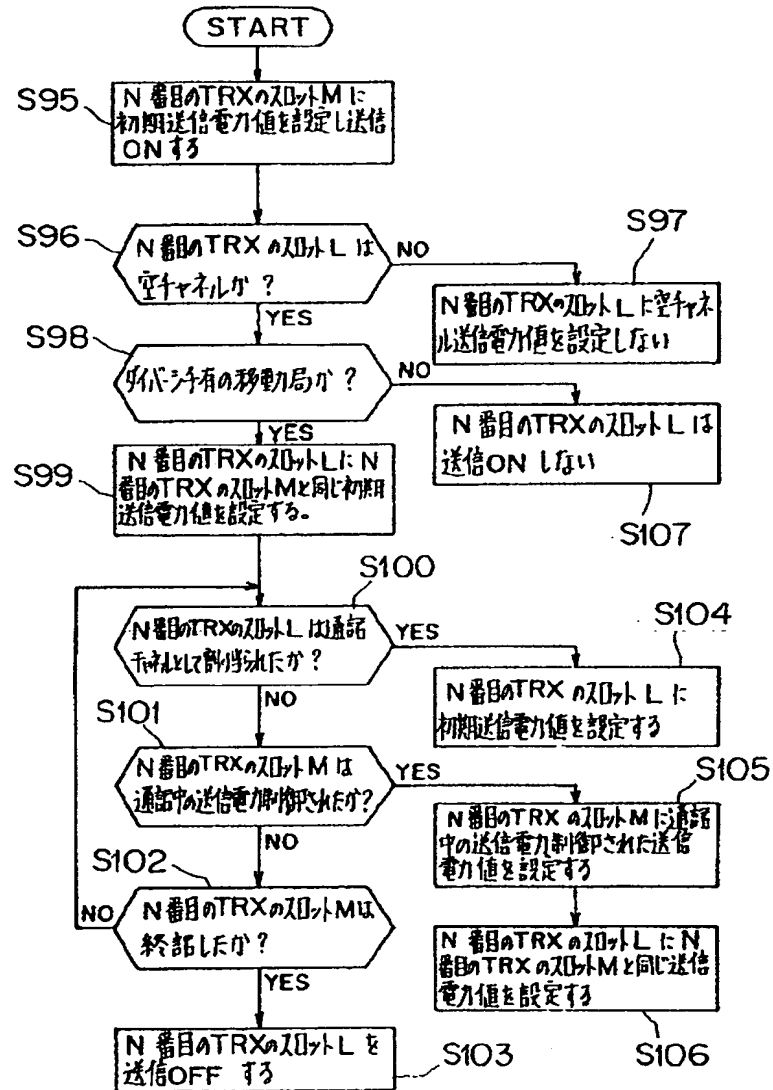 START
S95
N番目のTRXのスロットMに
初期送信電力値を設定し送信
ONする
S96
N番目のTRXのスロットLは
空チャネルか?
NO
YES
S97
N番目のTRXのスロットLに空チャネ
ル送信電力値を設定しない
S98
ダイバーシチ有の移動局か?
NO
YES
N番目のTRXのスロットLは
送信ONしない
S107
S99
N番目のTRXのスロットLにN
番目のTRXのスロットMと同じ初期
送信電力値を設定する。
S100
N番目のTRXのスロットLは通話
チャネルとして割り当られたか?
YES
NO
S104
N番目のTRXのスロットLに
初期送信電力値を設定する
S101
N番目のTRXのスロットMは
通話中の送信電力制御されたか?
YES
NO
S105
N番目のTRXのスロットMに通話
中の送信電力制御された送信
電力値を設定する
S102
N番目のTRXのスロットMは
終話したか?
NO
YES
N番目のTRXのスロットLにN
番目のTRXのスロットMと同じ送信
電力値を設定する
S106
N番目のTRXのスロットLを
送信OFFする
S103